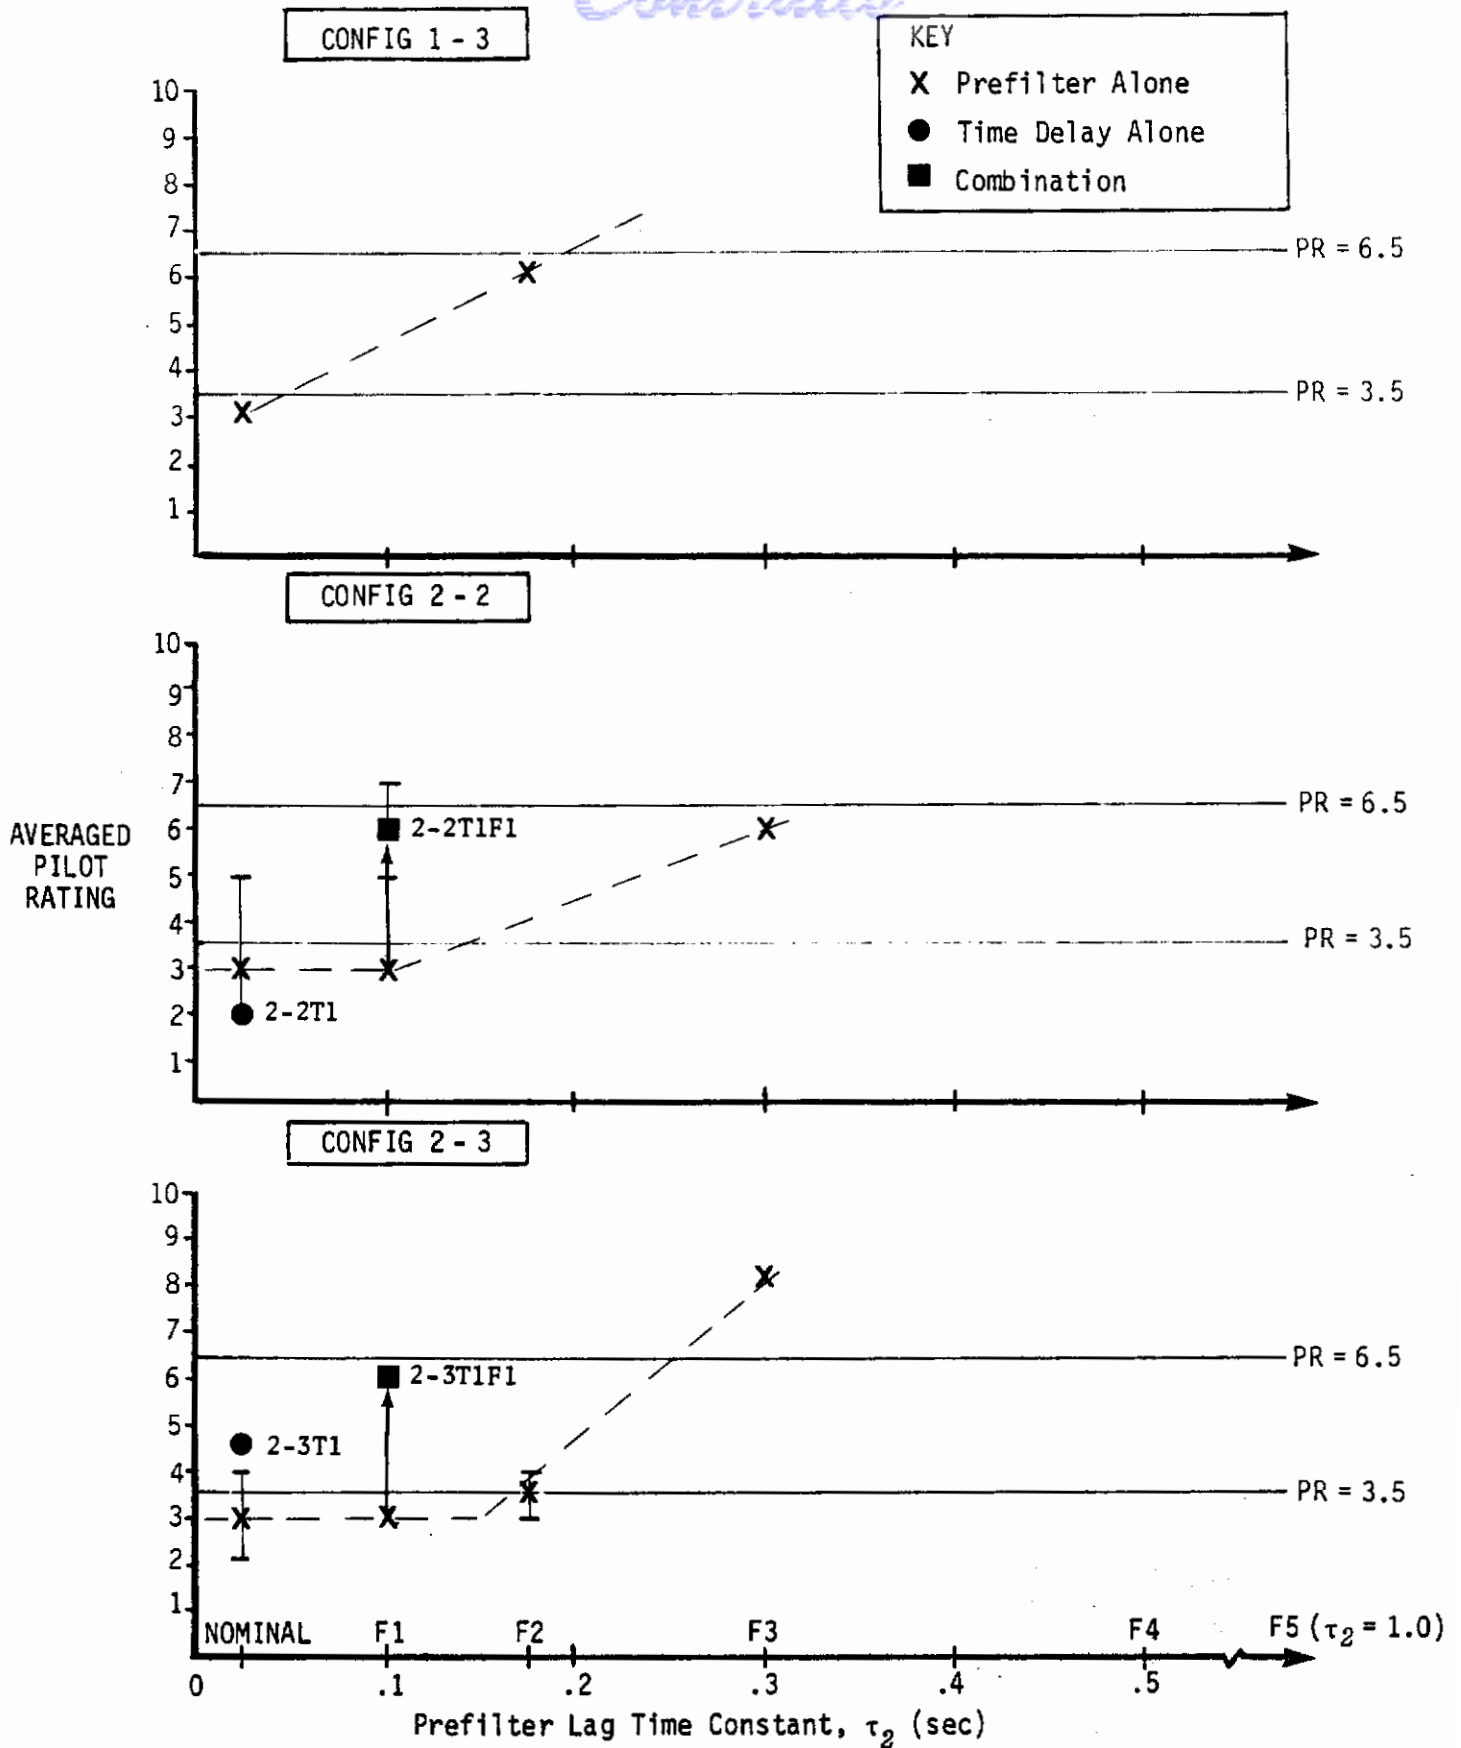 CONFIG 1 - 3
KEY
X Prefilter Alone
● Time Delay Alone
■ Combination
10
9
8
7
6
5
4
3
2
1
PR = 6.5
PR = 3.5
CONFIG 2 - 2
10
9
8
7
6
5
4
3
2
1
AVERAGED
PILOT
RATING
PR = 6.5
2-2T1F1
PR = 3.5
2-2T1
CONFIG 2 - 3
10
9
8
7
6
5
4
3
2
1
PR = 6.5
2-3T1F1
2-3T1
PR = 3.5
NOMINAL F1 F2 F3 F4 F5 (τ₂ = 1.0)
0 .1 .2 .3 .4 .5
Prefilter Lag Time Constant, τ₂ (sec)